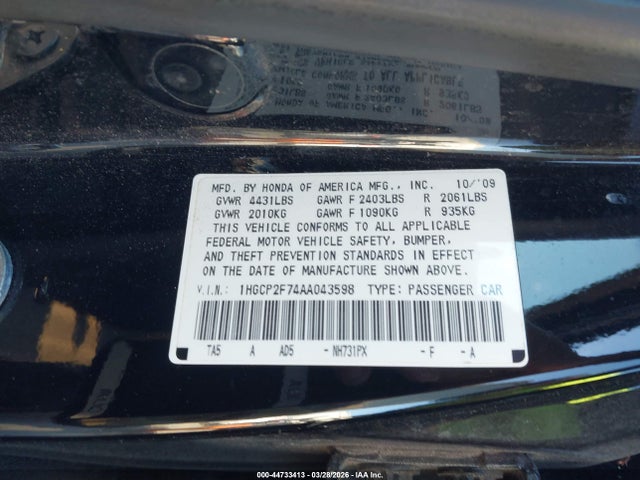 MFD. BY HONDA OF AMERICA MFG., INC. 10/'09
GVWR 4431LBS GAWR F 2403LBS R 2061LBS
GVWR 2010KG GAWR F 1090KG R 935KG
THIS VEHICLE CONFORMS TO ALL APPLICABLE
FEDERAL MOTOR VEHICLE SAFETY, BUMPER,
AND THEFT PREVENTION STANDARDS IN EFFECT
ON THE DATE OF MANUFACTURE SHOWN ABOVE.
V.I.N.: 1HGCP2F74AA043598 TYPE: PASSENGER CAR
TA5 A AD5 - NH731PX - F - A
000-44733413 | 03/28/2026 | IAA Inc.